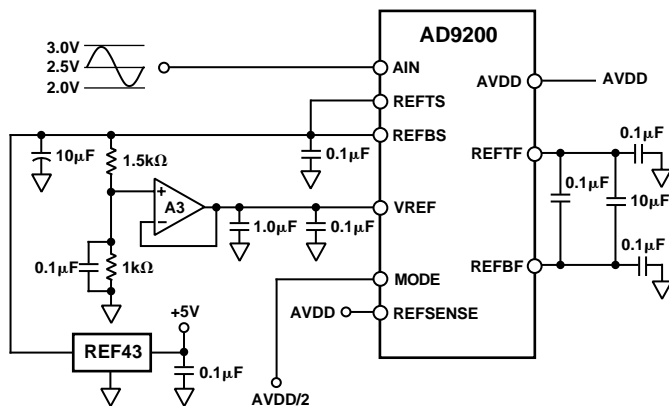 3.0V
2.5V
2.0V
AD9200
AIN
REFTS
REFBS
VREF
MODE
REFSENSE
AVDD
AVDD
REFTF
REFBF
10μF
1.5kΩ
0.1μF
A3
+
–
1.0μF
0.1μF
0.1μF
1kΩ
AVDD
AVDD/2
+5V
REF43
0.1μF
0.1μF
0.1μF
10μF
0.1μF